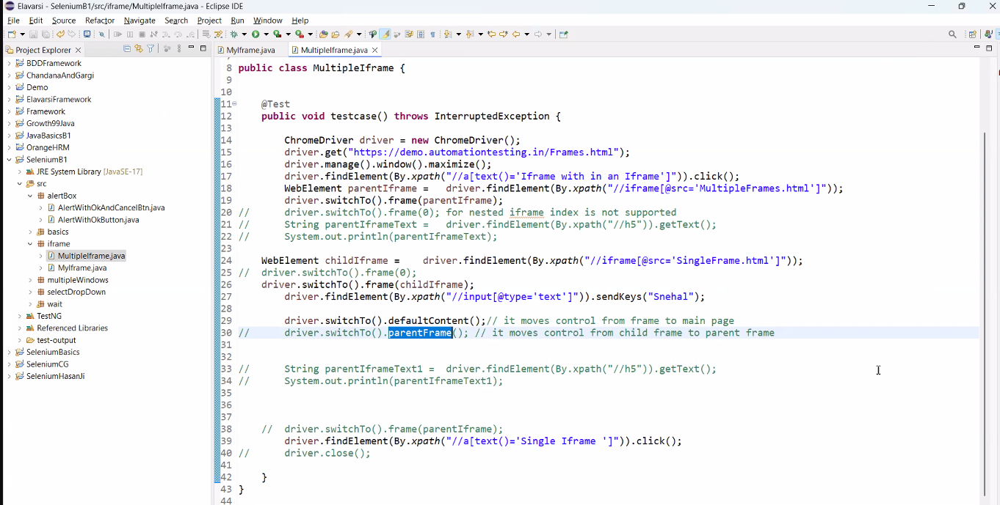 Elavarsi - SeleniumB1/src/iframe/MultipleIframe.java - Eclipse IDE
File Edit Source Refactor Navigate Search Project Run Window Help
Project Explorer
MyIframe.java
MultipleIframe.java
BDDFramework
ChandanaAndGargi
Demo
ElavarsiFramework
Framework
Growth99Java
JavaBasicsB1
OrangeHRM
SeleniumB1
JRE System Library [JavaSE-17]
src
alertBox
AlertWithOkAndCancelBtn.java
AlertWithOkButton.java
basics
iframe
MultipleIframe.java
MyIframe.java
multipleWindows
selectDropDown
wait
TestNG
Referenced Libraries
test-output
SeleniumBasics
SeleniumCG
SeleniumHasanJi
8 public class MultipleIframe {
9
10
11 @Test
12 public void testcase() throws InterruptedException {
13
14 ChromeDriver driver = new ChromeDriver();
15 driver.get("https://demo.automationtesting.in/Frames.html");
16 driver.manage().window().maximize();
17 driver.findElement(By.xpath("//a[text()='Iframe with in an Iframe']")).click();
18 WebElement parentIframe = driver.findElement(By.xpath("//iframe[@src='MultipleFrames.html']"));
19 driver.switchTo().frame(parentIframe);
20 // driver.switchTo().frame(0); for nested iframe index is not supported
21 // String parentIframeText = driver.findElement(By.xpath("//h5")).getText();
22 // System.out.println(parentIframeText);
23
24 WebElement childIframe = driver.findElement(By.xpath("//iframe[@src='SingleFrame.html']"));
25 // driver.switchTo().frame(0);
26 driver.switchTo().frame(childIframe);
27 driver.findElement(By.xpath("//input[@type='text']")).sendKeys("Snehal");
28
29 driver.switchTo().defaultContent();// it moves control from frame to main page
30 // driver.switchTo().parentFrame(); // it moves control from child frame to parent frame
31
32
33 // String parentIframeText1 = driver.findElement(By.xpath("//h5")).getText();
34 // System.out.println(parentIframeText1);
35
36
37
38 // driver.switchTo().frame(parentIframe);
39 driver.findElement(By.xpath("//a[text()='Single Iframe ']")).click();
40 // driver.close();
41
42 }
43 }
44